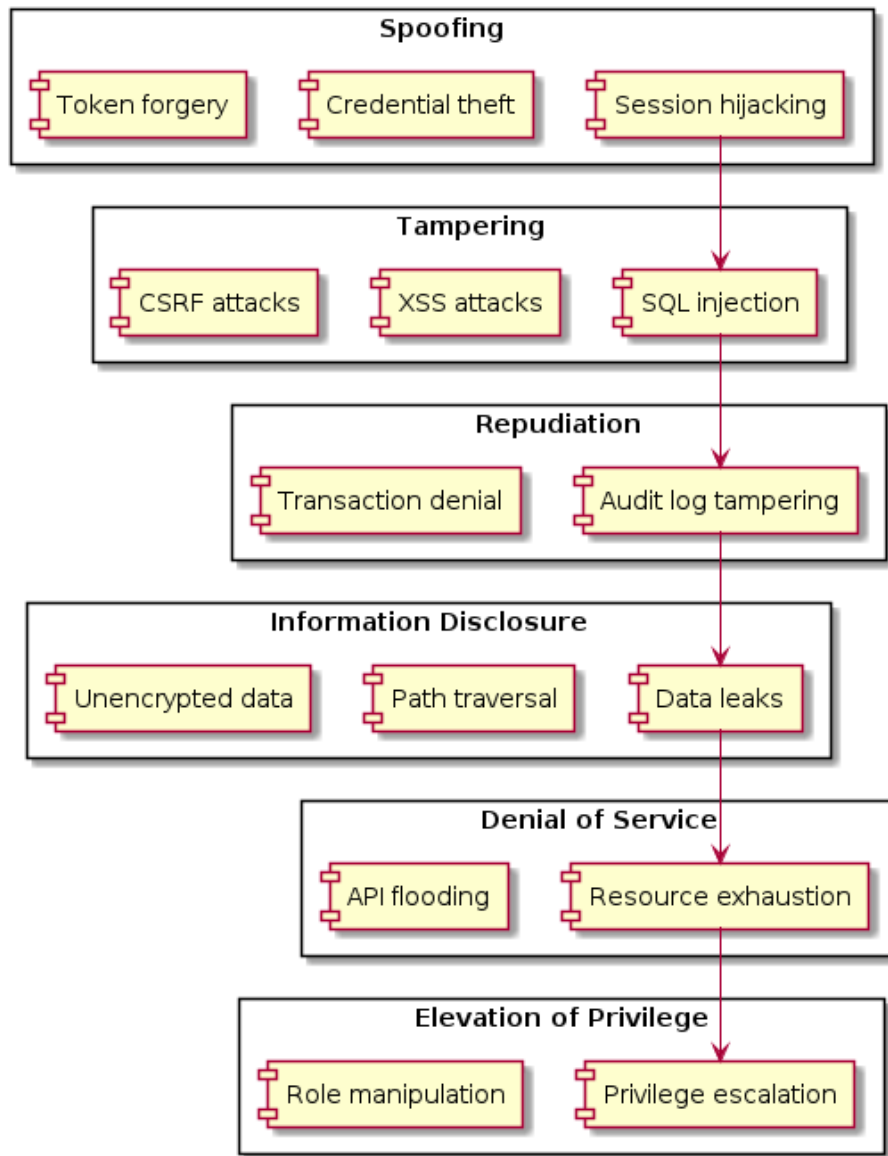 Spoofing
Token forgery
Credential theft
Session hijacking
Tampering
CSRF attacks
XSS attacks
SQL injection
Repudiation
Transaction denial
Audit log tampering
Information Disclosure
Unencrypted data
Path traversal
Data leaks
Denial of Service
API flooding
Resource exhaustion
Elevation of Privilege
Role manipulation
Privilege escalation